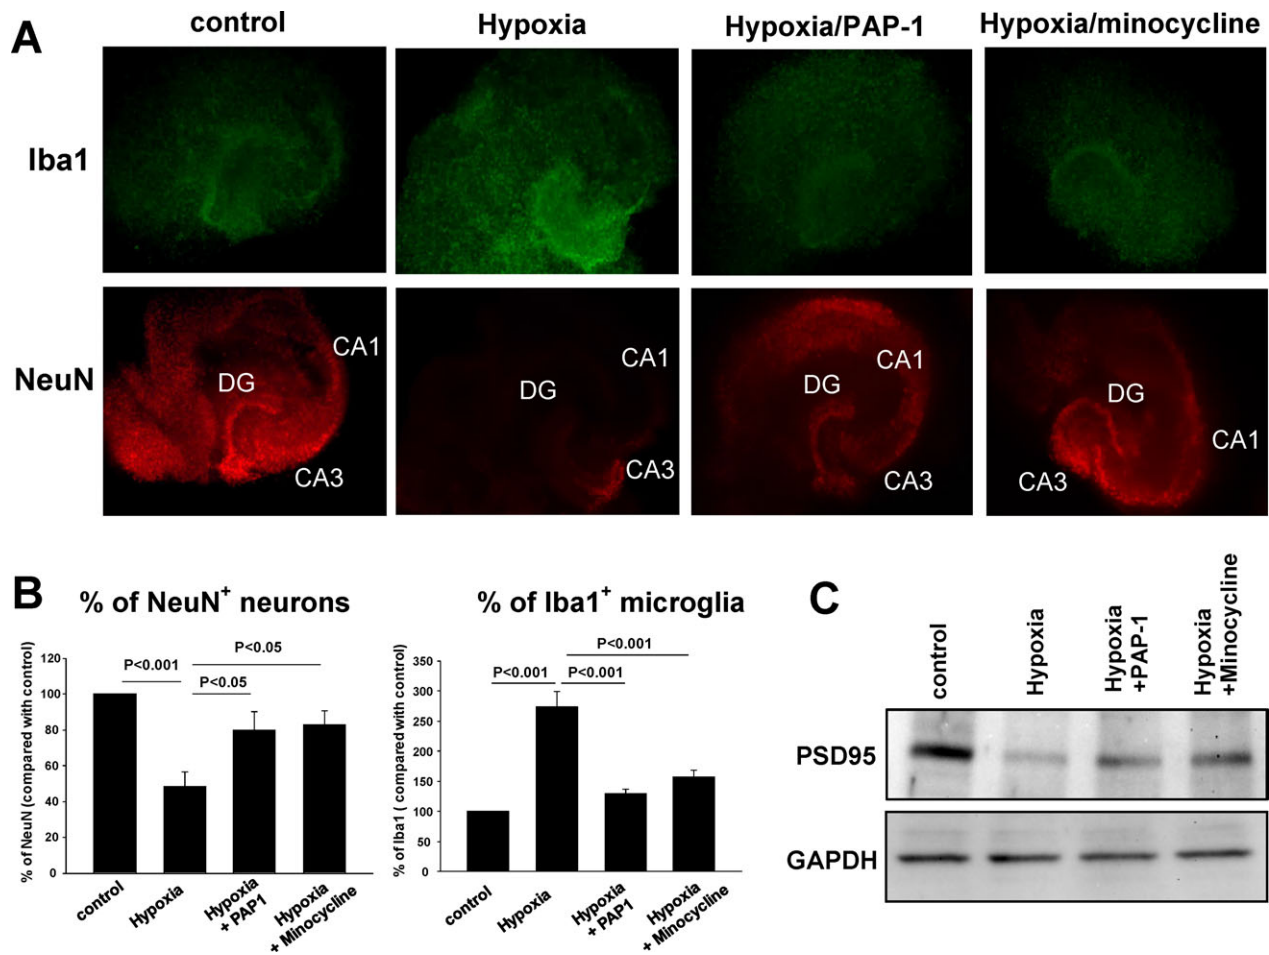 A
control
Hypoxia
Hypoxia/PAP-1
Hypoxia/minocycline
Iba1
NeuN
DG
CA1
CA3
DG
CA1
CA3
DG
CA1
CA3
DG
CA1
CA3
B
% of NeuN+ neurons
% of NeuN (compared with control)
120
100
80
60
40
20
0
P<0.001
P<0.05
P<0.05
control
Hypoxia
Hypoxia
+ PAP1
Hypoxia
+ Minocycline
% of Iba1+ microglia
% of Iba1 ( compared with control)
350
300
250
200
150
100
50
0
P<0.001
P<0.001
P<0.001
control
Hypoxia
Hypoxia
+ PAP1
Hypoxia
+ Minocycline
C
control
Hypoxia
Hypoxia
+PAP-1
Hypoxia
+Minocycline
PSD95
GAPDH